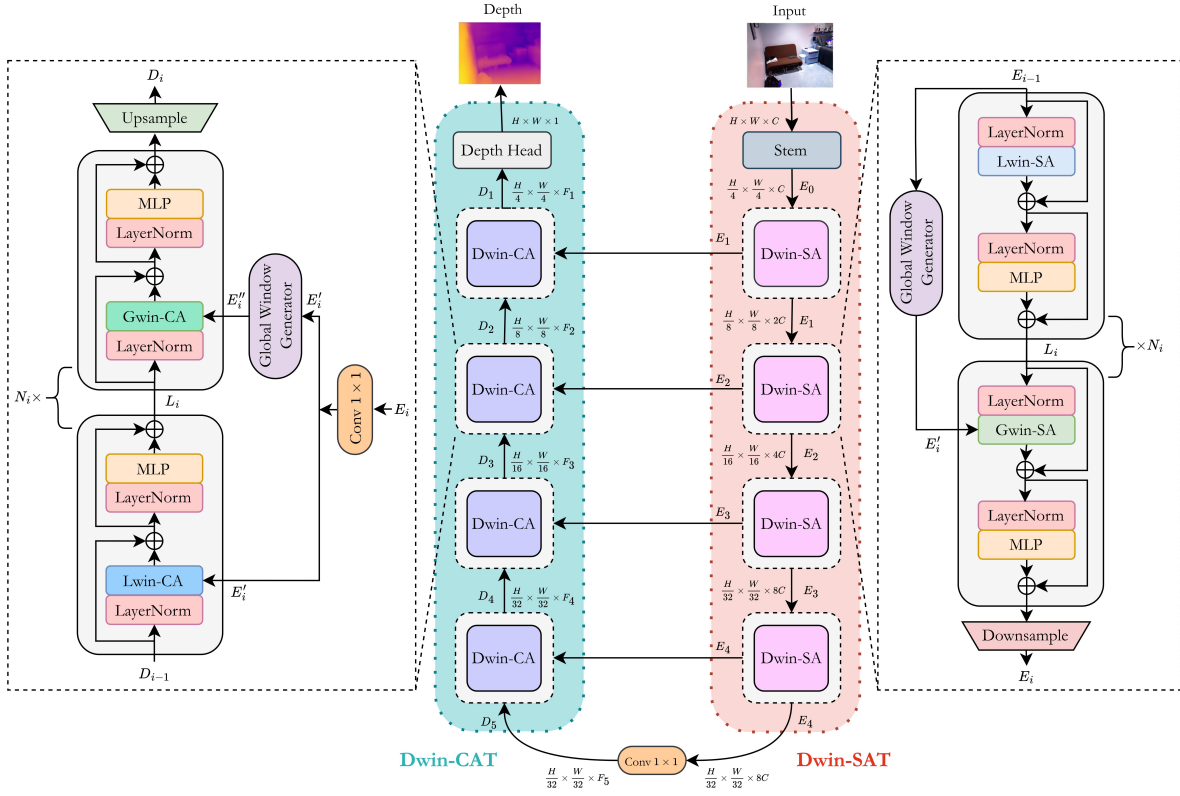 Depth
Input
D_i
Upsample
MLP
LayerNorm
Gwin-CA
LayerNorm
E''_i
Global Window
Generator
E'_i
N_i ×
L_i
Conv 1 × 1
E_i
MLP
LayerNorm
Lwin-CA
LayerNorm
E'_i
D_{i−1}
H × W × 1
Depth Head
D_1
H/4 × W/4 × F_1
Dwin-CA
D_2
H/8 × W/8 × F_2
Dwin-CA
D_3
H/16 × W/16 × F_3
Dwin-CA
D_4
H/32 × W/32 × F_4
Dwin-CA
D_5
Dwin-CAT
H/32 × W/32 × F_5
Conv 1 × 1
H/32 × W/32 × 8C
H × W × C
Stem
H/4 × W/4 × C
E_0
E_1
Dwin-SA
H/8 × W/8 × 2C
E_1
E_2
Dwin-SA
H/16 × W/16 × 4C
E_2
E_3
Dwin-SA
H/32 × W/32 × 8C
E_3
E_4
Dwin-SA
E_4
Dwin-SAT
E_{i−1}
LayerNorm
Lwin-SA
Global Window
Generator
LayerNorm
MLP
L_i
× N_i
LayerNorm
Gwin-SA
E'_i
LayerNorm
MLP
Downsample
E_i